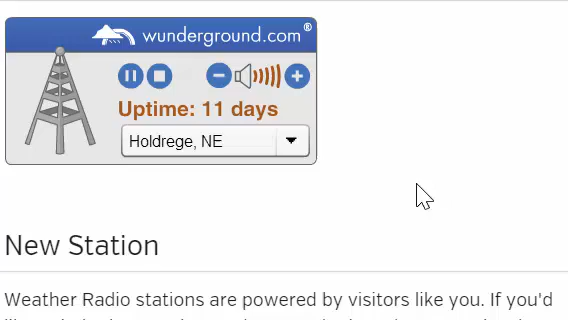 wunderground.com®
Uptime: 11 days
Holdrege, NE
New Station
Weather Radio stations are powered by visitors like you. If you'd